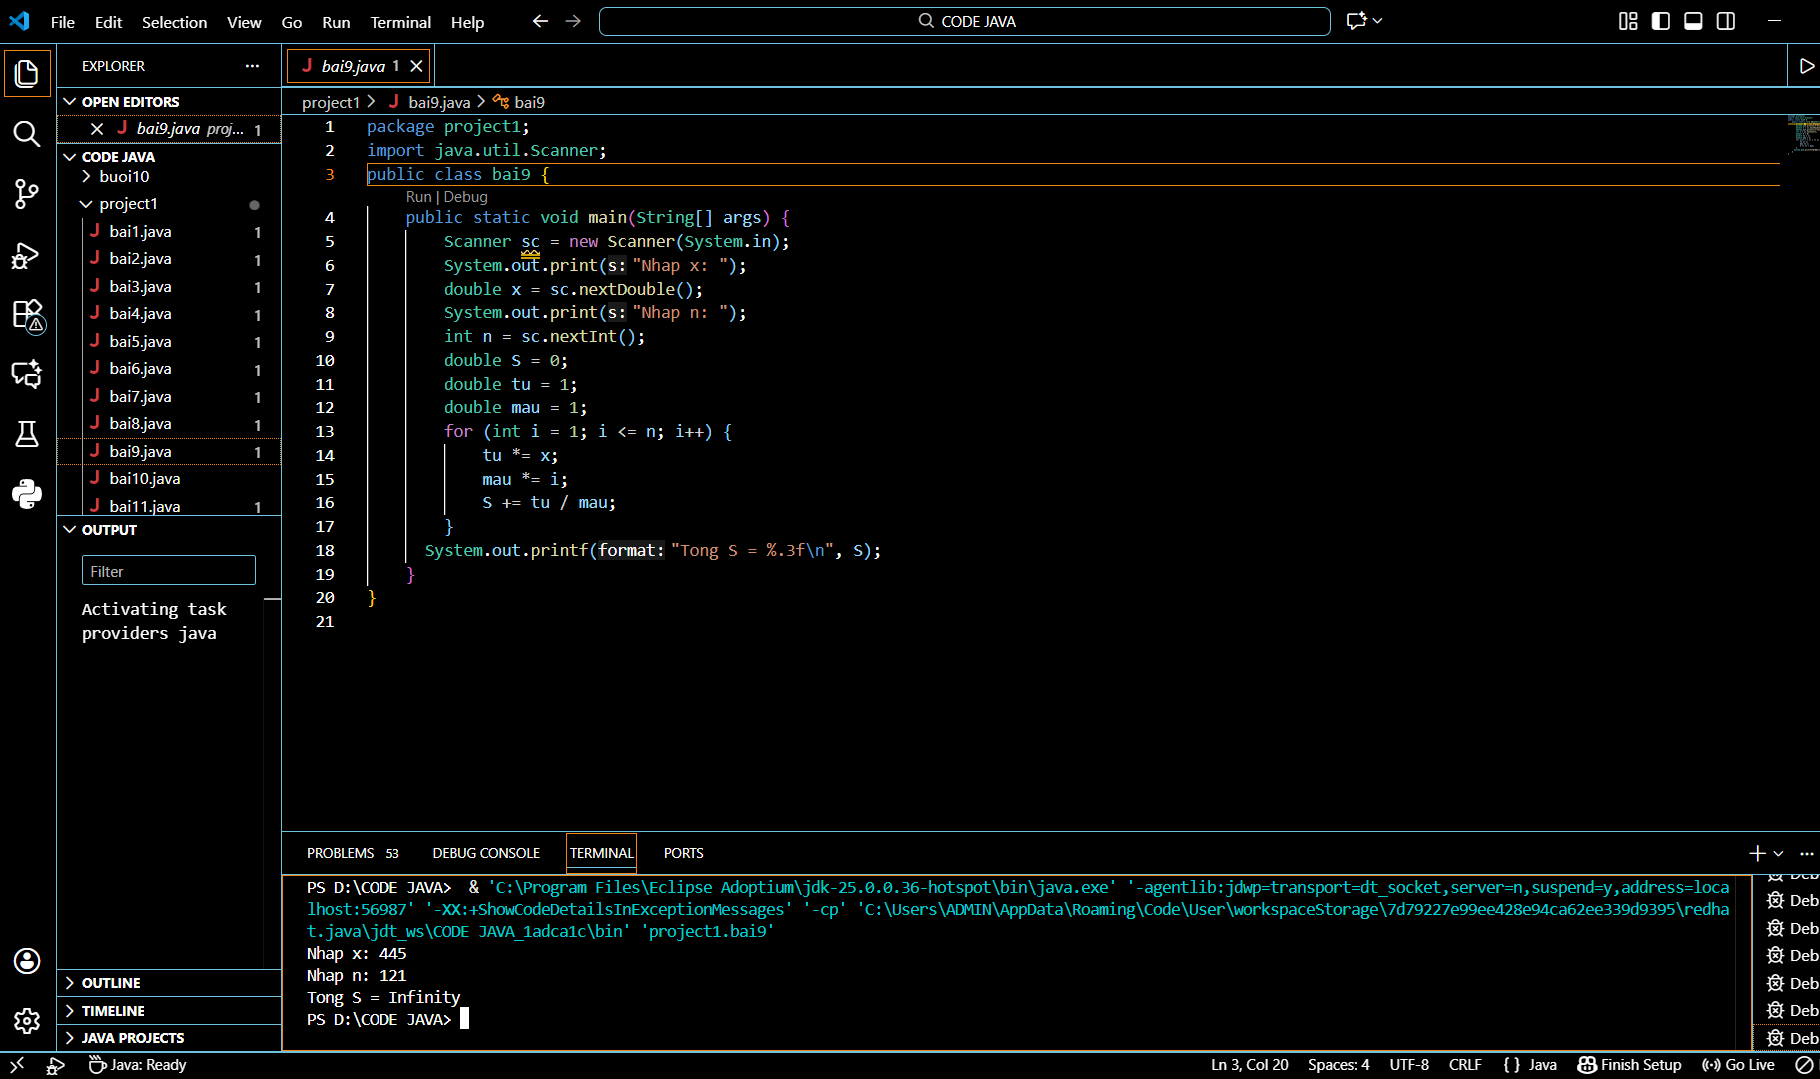 File Edit Selection View Go Run Terminal Help
CODE JAVA
EXPLORER
OPEN EDITORS
bai9.java proj... 1
CODE JAVA
buoi10
project1
bai1.java 1
bai2.java 1
bai3.java 1
bai4.java 1
bai5.java 1
bai6.java 1
bai7.java 1
bai8.java 1
bai9.java 1
bai10.java
bai11.java 1
OUTPUT
Filter
Activating task
providers java
OUTLINE
TIMELINE
JAVA PROJECTS
bai9.java 1
project1 > bai9.java > bai9
1 package project1;
2 import java.util.Scanner;
3 public class bai9 {
Run | Debug
4 public static void main(String[] args) {
5 Scanner sc = new Scanner(System.in);
6 System.out.print(s: "Nhap x: ");
7 double x = sc.nextDouble();
8 System.out.print(s: "Nhap n: ");
9 int n = sc.nextInt();
10 double S = 0;
11 double tu = 1;
12 double mau = 1;
13 for (int i = 1; i <= n; i++) {
14 tu *= x;
15 mau *= i;
16 S += tu / mau;
17 }
18 System.out.printf(format: "Tong S = %.3f\n", S);
19 }
20 }
21
PROBLEMS 53 DEBUG CONSOLE TERMINAL PORTS
PS D:\CODE JAVA> & 'C:\Program Files\Eclipse Adoptium\jdk-25.0.0.36-hotspot\bin\java.exe' '-agentlib:jdwp=transport=dt_socket,server=n,suspend=y,address=loca
lhost:56987' '-XX:+ShowCodeDetailsInExceptionMessages' '-cp' 'C:\Users\ADMIN\AppData\Roaming\Code\User\workspaceStorage\7d79227e99ee428e94ca62ee339d9395\redha
t.java\jdt_ws\CODE JAVA_1adca1c\bin' 'project1.bai9'
Nhap x: 445
Nhap n: 121
Tong S = Infinity
PS D:\CODE JAVA>
Deb
Deb
Deb
Deb
Deb
Deb
Deb
Java: Ready
Ln 3, Col 20 Spaces: 4 UTF-8 CRLF { } Java Finish Setup Go Live